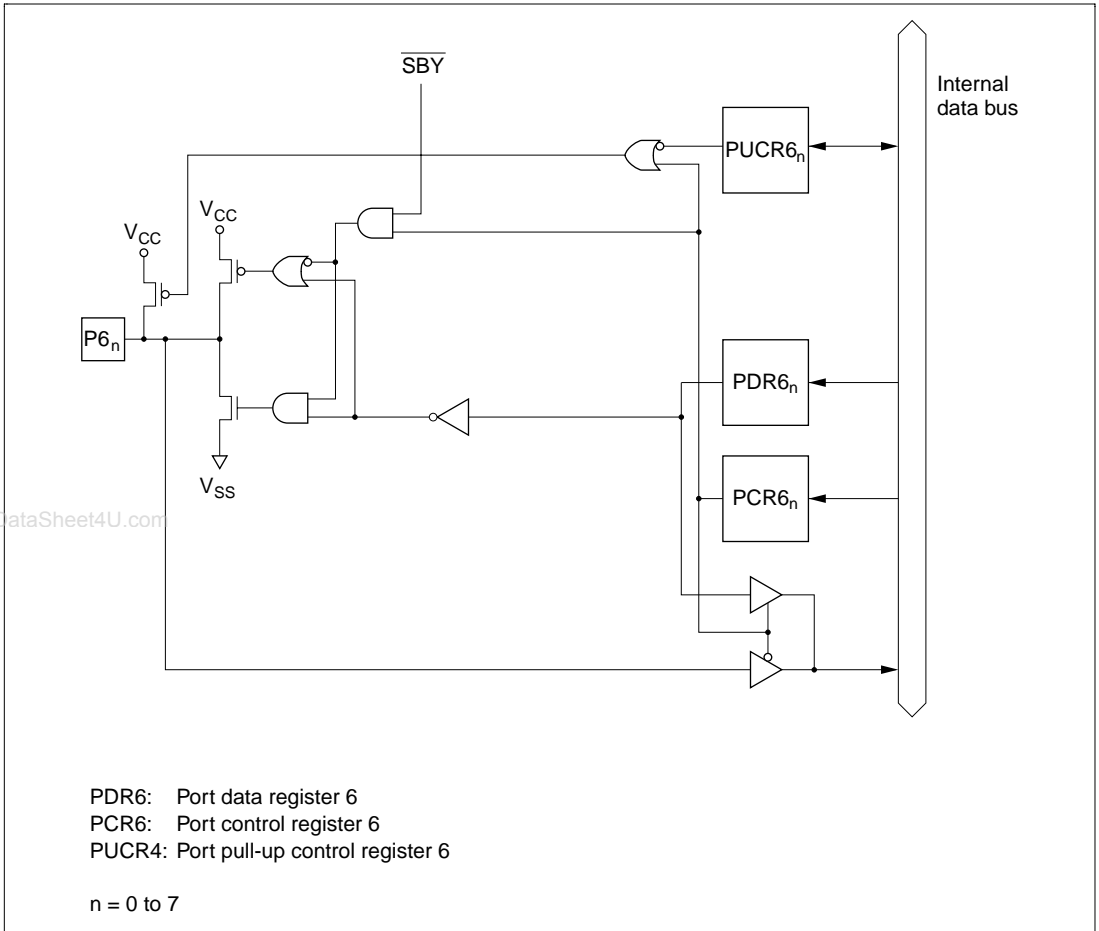 SBY
Internal
data bus
PUCR6n
VCC
VCC
P6n
PDR6n
VSS
PCR6n
DataSheet4U.com
PDR6: Port data register 6
PCR6: Port control register 6
PUCR4: Port pull-up control register 6
n = 0 to 7